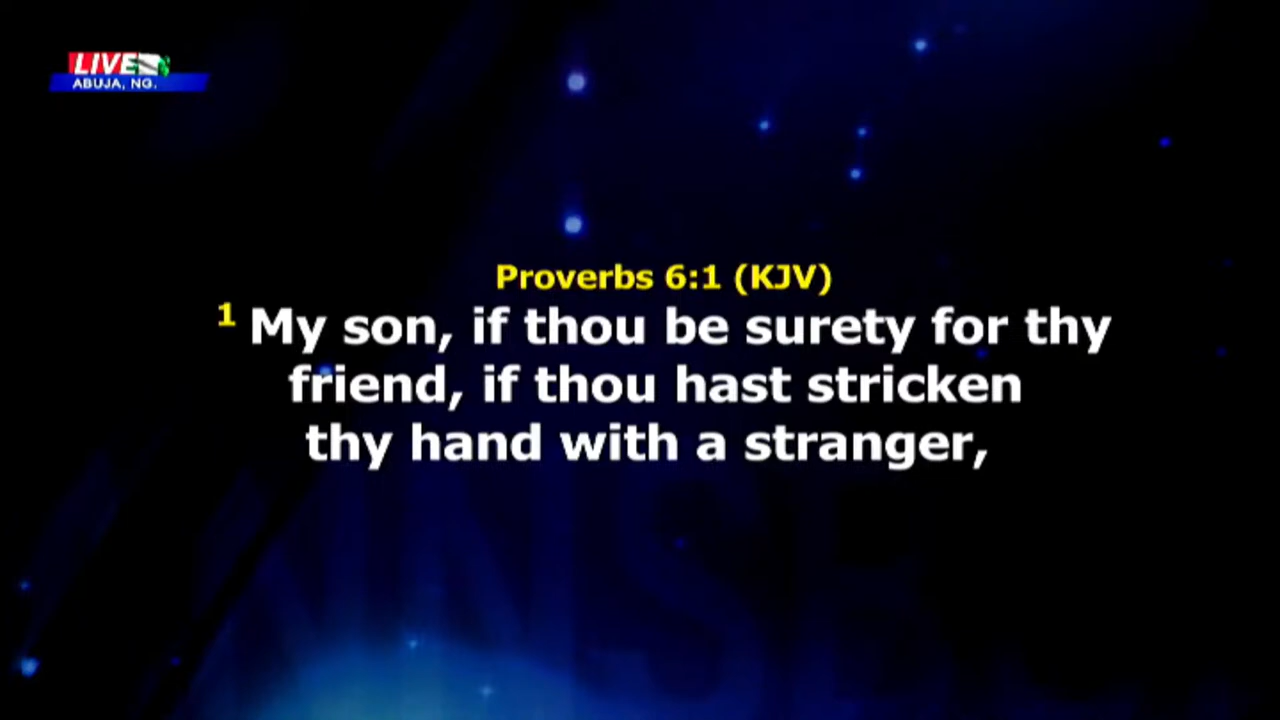 LIVE
ABUJA, NG.
Proverbs 6:1 (KJV)
1 My son, if thou be surety for thy
friend, if thou hast stricken
thy hand with a stranger,